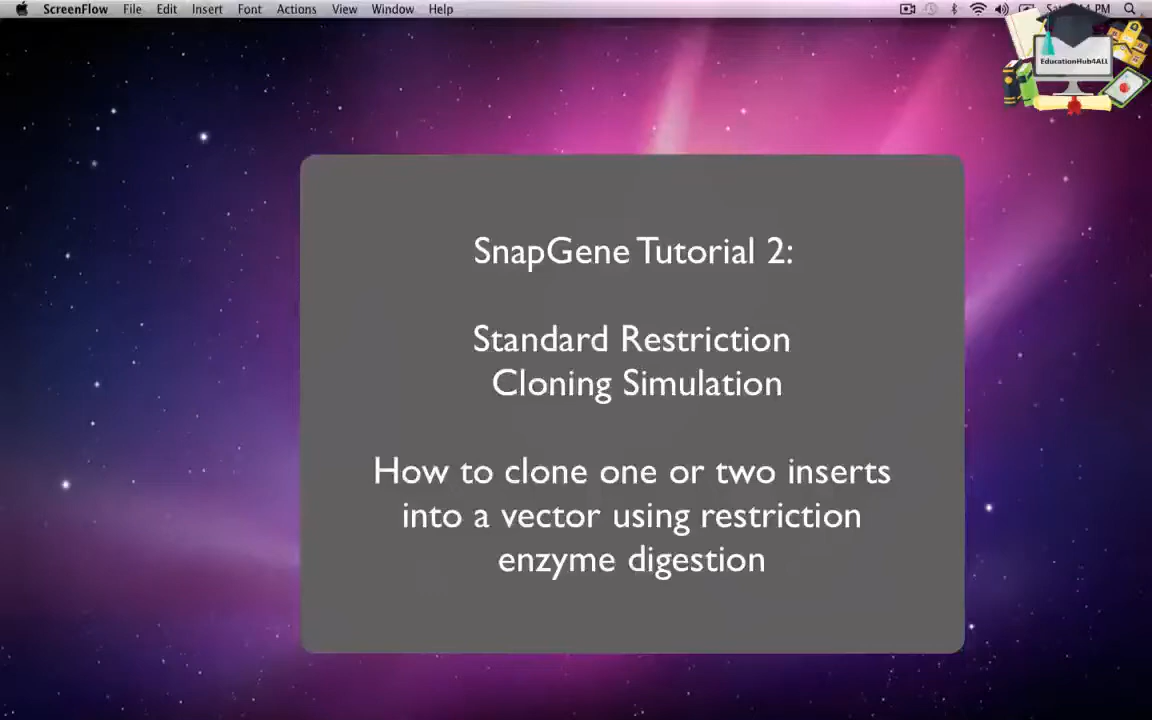 ScreenFlow File Edit Insert Font Actions View Window Help
EducationHub4ALL
SnapGene Tutorial 2:
Standard Restriction
Cloning Simulation
How to clone one or two inserts
into a vector using restriction
enzyme digestion